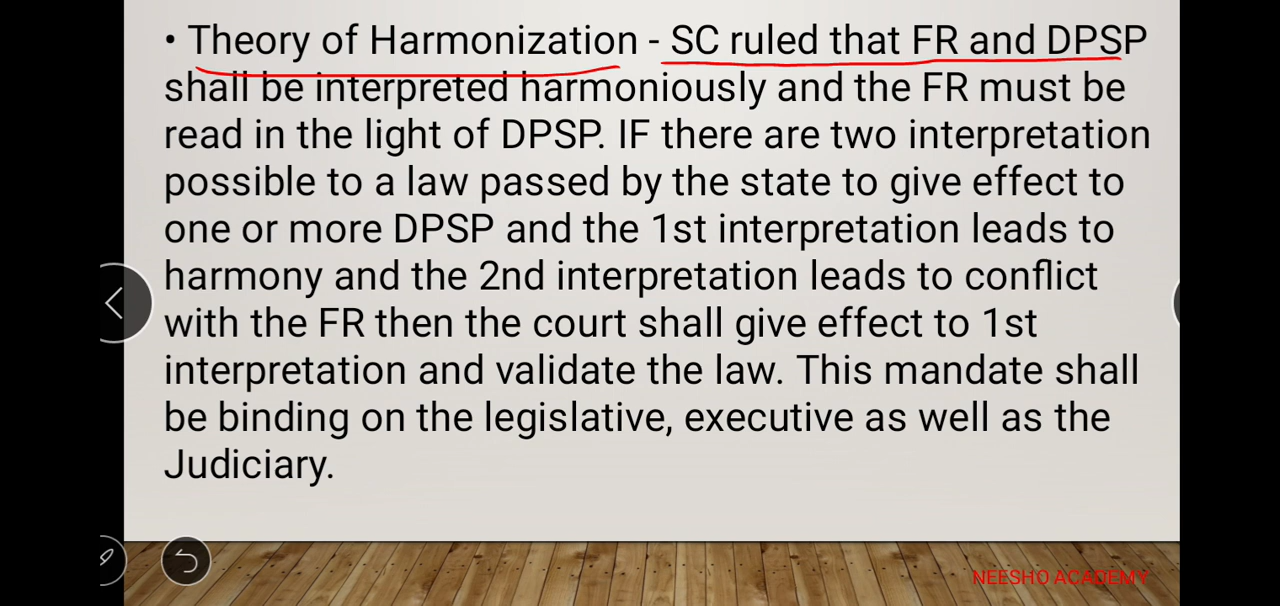 • Theory of Harmonization - SC ruled that FR and DPSP
shall be interpreted harmoniously and the FR must be
read in the light of DPSP. IF there are two interpretation
possible to a law passed by the state to give effect to
one or more DPSP and the 1st interpretation leads to
harmony and the 2nd interpretation leads to conflict
with the FR then the court shall give effect to 1st
interpretation and validate the law. This mandate shall
be binding on the legislative, executive as well as the
Judiciary.
NEESHO ACADEMY